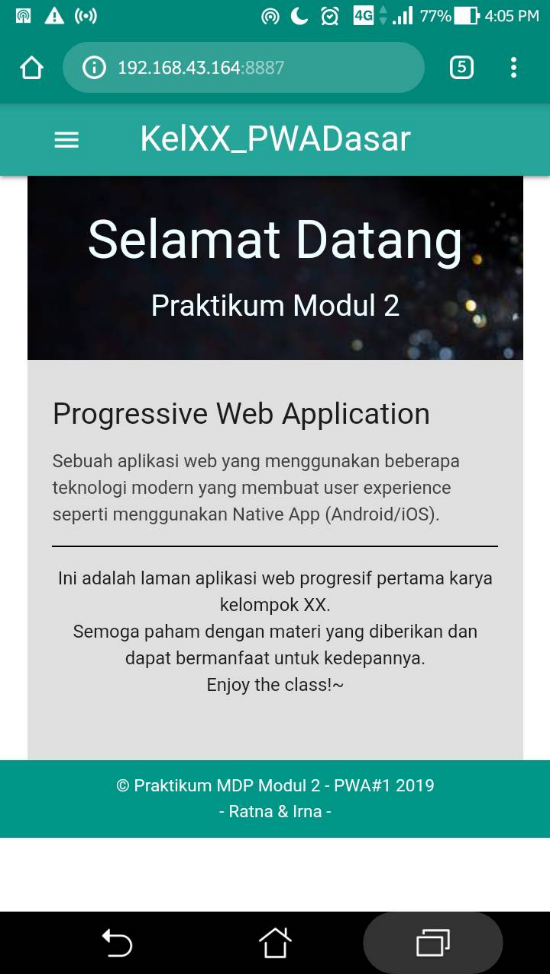 4G 77% 4:05 PM
192.168.43.164:8887 5
KelXX_PWADasar
Selamat Datang
Praktikum Modul 2
Progressive Web Application
Sebuah aplikasi web yang menggunakan beberapa
teknologi modern yang membuat user experience
seperti menggunakan Native App (Android/iOS).
Ini adalah laman aplikasi web progresif pertama karya
kelompok XX.
Semoga paham dengan materi yang diberikan dan
dapat bermanfaat untuk kedepannya.
Enjoy the class!~
© Praktikum MDP Modul 2 - PWA#1 2019
- Ratna & Irna -